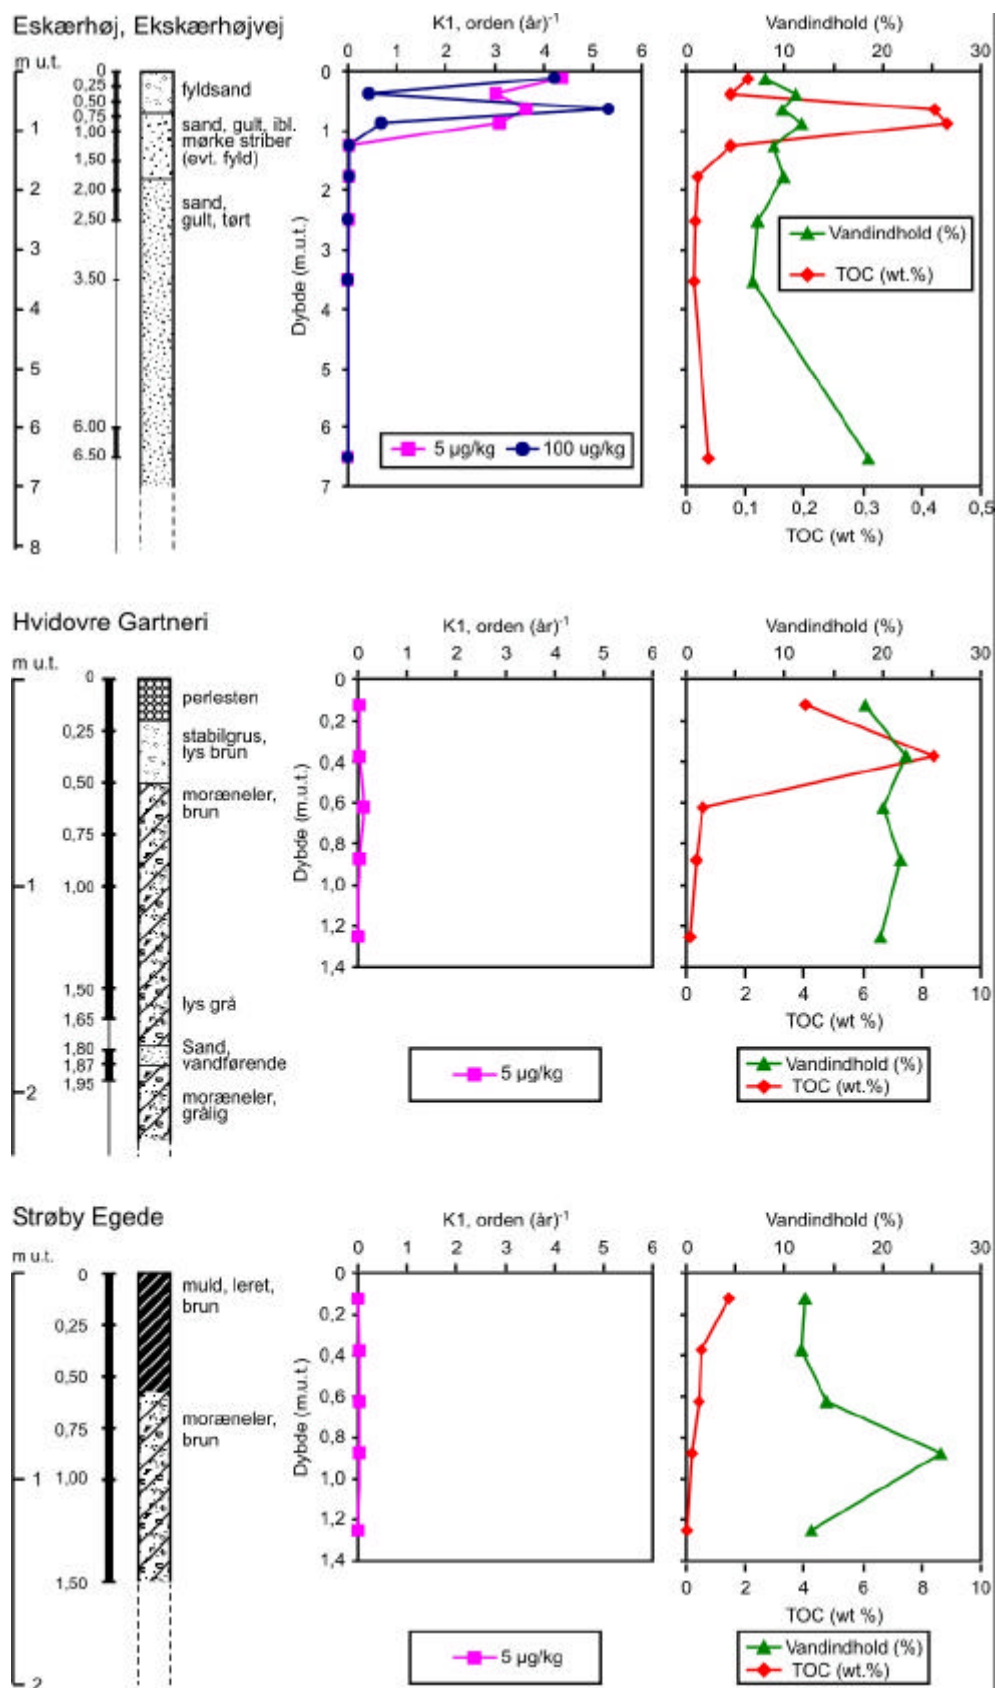 Eskærhøj, Ekskærhøjvej
m u.t.
0
0.25
0.50
0.75
1.00
1.50
2.00
2.50
3.50
6.00
6.50
1
2
3
4
5
6
7
8
fyldsand
sand, gult, ibl.
mørke striber
(evt. fyld)
sand,
gult, tørt
K1, orden (år)-1
0 1 2 3 4 5 6
Dybde (m.u.t.)
0
1
2
3
4
5
6
7
5 µg/kg 100 ug/kg
Vandindhold (%)
0 10 20 30
Vandindhold (%)
TOC (wt.%)
0 0,1 0,2 0,3 0,4 0,5
TOC (wt %)
Hvidovre Gartneri
m u.t.
0
0,25
0,50
0,75
1,00
1,50
1,65
1,80
1,87
1,95
1
2
perlesten
stabilgrus,
lys brun
moræneler,
brun
lys grå
Sand,
vandførende
moræneler,
grålig
K1, orden (år)-1
0 1 2 3 4 5 6
Dybde (m.u.t.)
0
0,2
0,4
0,6
0,8
1,0
1,2
1,4
5 µg/kg
Vandindhold (%)
0 10 20 30
0 2 4 6 8 10
TOC (wt %)
Vandindhold (%)
TOC (wt.%)
Strøby Egede
m u.t.
0
0,25
0,50
0,75
1,00
1,50
1
2
muld, leret,
brun
moræneler,
brun
K1, orden (år)-1
0 1 2 3 4 5 6
Dybde (m.u.t.)
0
0,2
0,4
0,6
0,8
1,0
1,2
1,4
5 µg/kg
Vandindhold (%)
0 10 20 30
0 2 4 6 8 10
TOC (wt %)
Vandindhold (%)
TOC (wt.%)